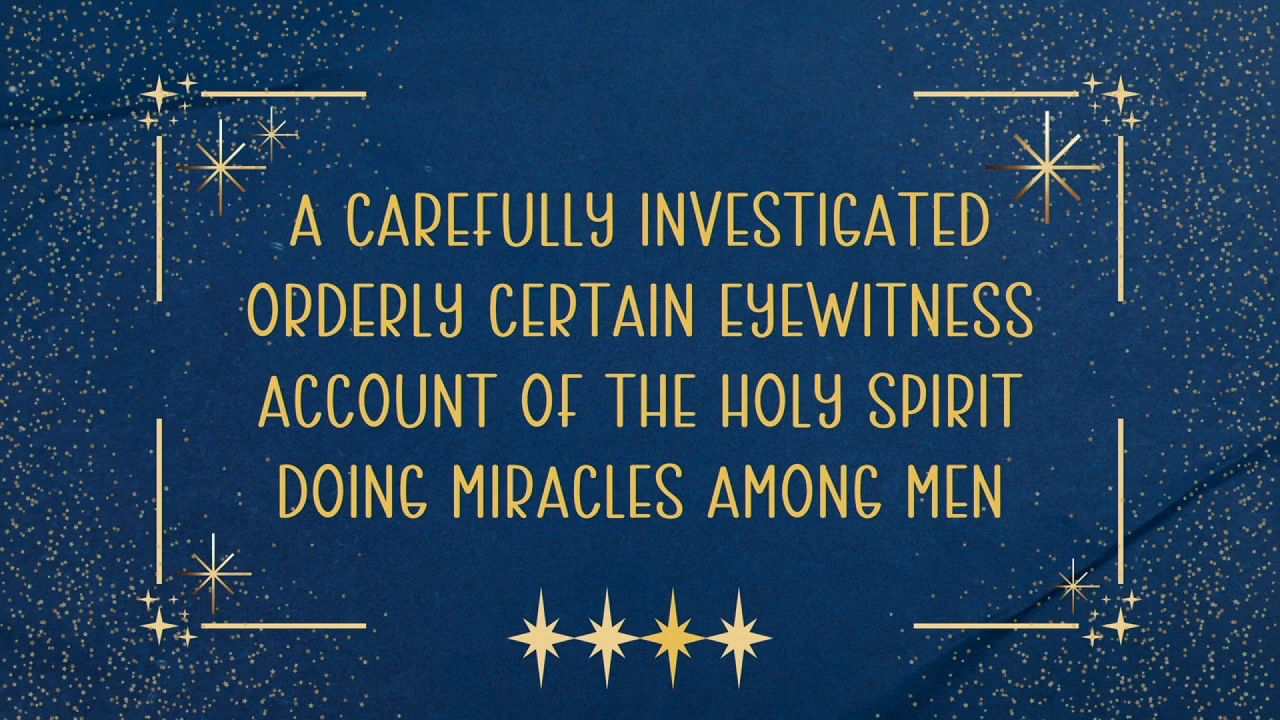 A CAREFULLY INVESTIGATED
ORDERLY CERTAIN EYEWITNESS
ACCOUNT OF THE HOLY SPIRIT
DOING MIRACLES AMONG MEN